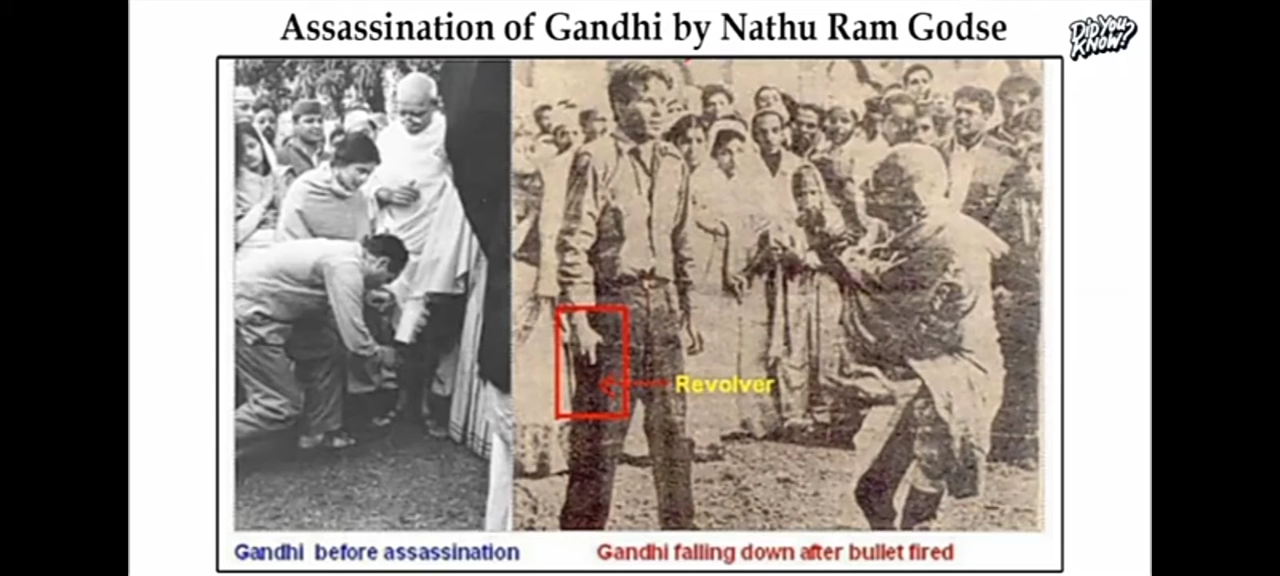 Assassination of Gandhi by Nathu Ram Godse
DiD YOU
KNOW!?
Revolver
Gandhi before assassination
Gandhi falling down after bullet fired